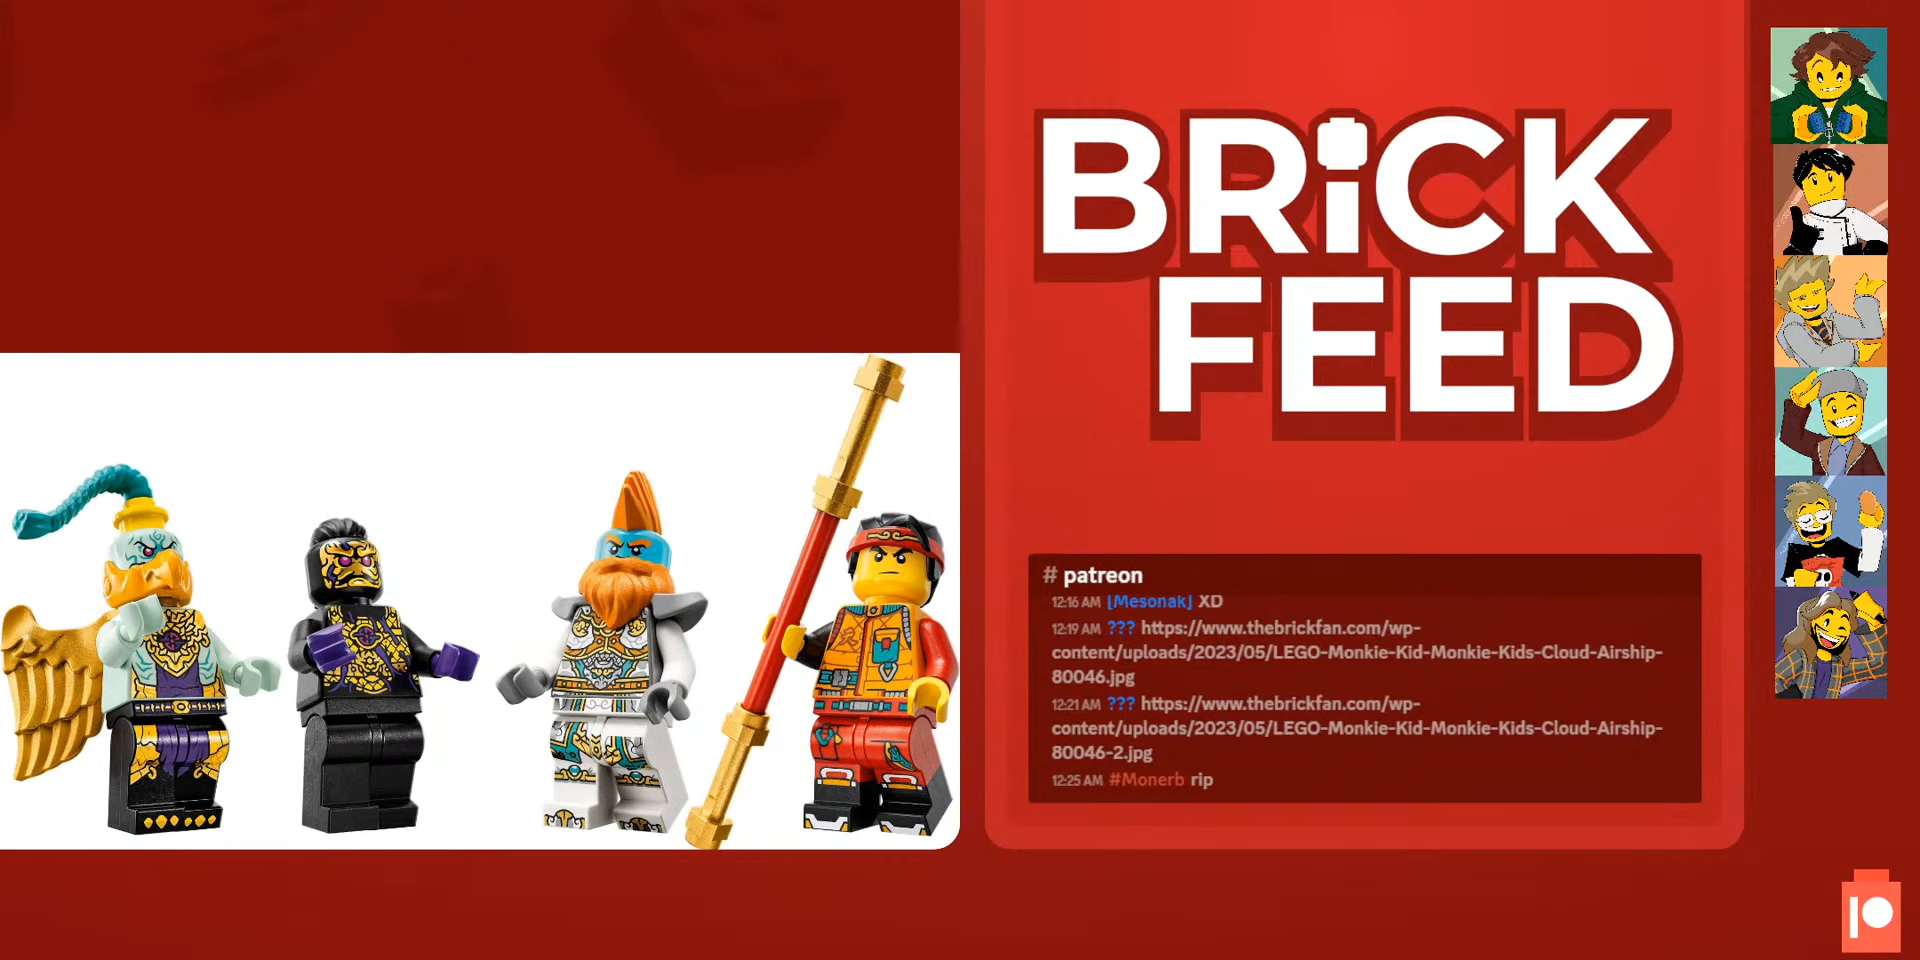 BRiCK
FEED
# patreon
12:16 AM [Mesonak] XD
12:19 AM ??? https://www.thebrickfan.com/wp-
content/uploads/2023/05/LEGO-Monkie-Kid-Monkie-Kids-Cloud-Airship-
80046.jpg
12:21 AM ??? https://www.thebrickfan.com/wp-
content/uploads/2023/05/LEGO-Monkie-Kid-Monkie-Kids-Cloud-Airship-
80046-2.jpg
12:25 AM #Monerb rip